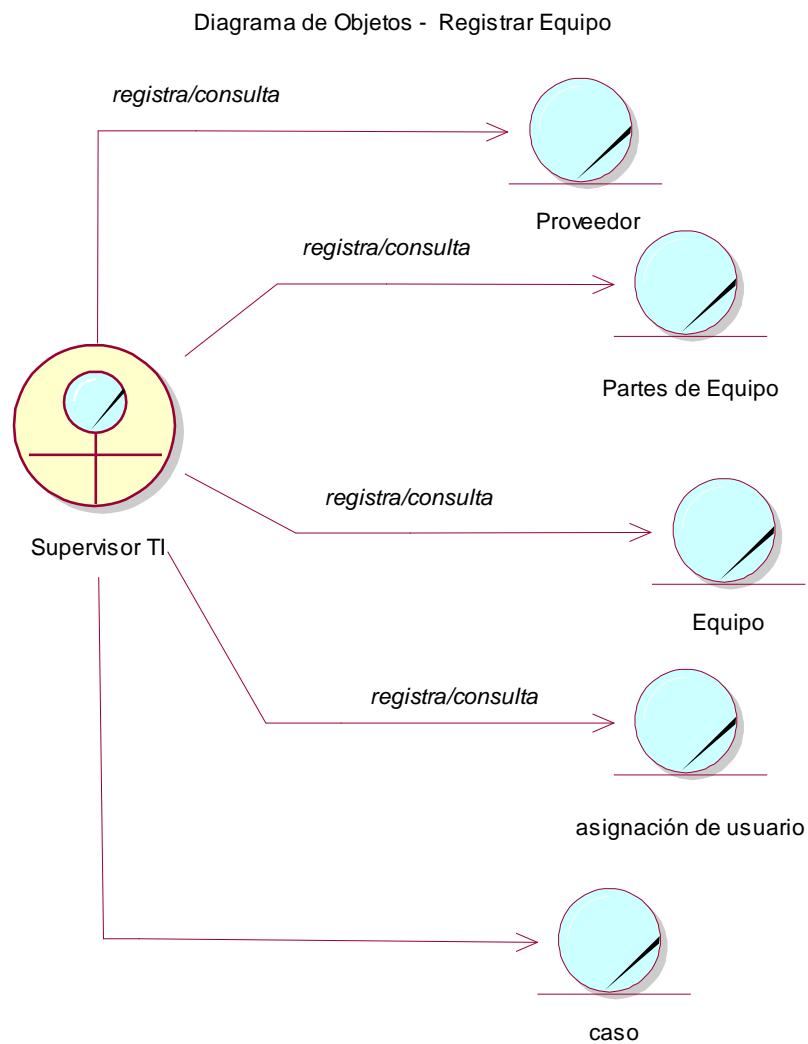 Diagrama de Objetos - Registrar Equipo
registra/consulta
Proveedor
registra/consulta
Partes de Equipo
registra/consulta
Supervisor TI
Equipo
registra/consulta
asignación de usuario
caso